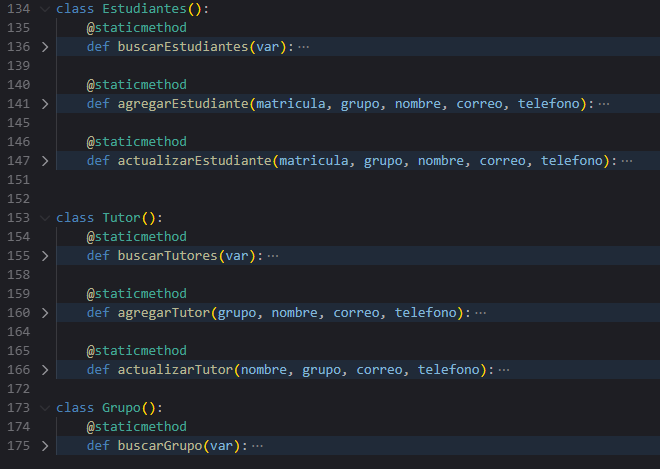 134 class Estudiantes():
135 @staticmethod
136 def buscarEstudiantes(var):···
139
140 @staticmethod
141 def agregarEstudiante(matricula, grupo, nombre, correo, telefono):···
145
146 @staticmethod
147 def actualizarEstudiante(matricula, grupo, nombre, correo, telefono):···
151
152
153 class Tutor():
154 @staticmethod
155 def buscarTutores(var):···
158
159 @staticmethod
160 def agregarTutor(grupo, nombre, correo, telefono):···
164
165 @staticmethod
166 def actualizarTutor(nombre, grupo, correo, telefono):···
172
173 class Grupo():
174 @staticmethod
175 def buscarGrupo(var):···